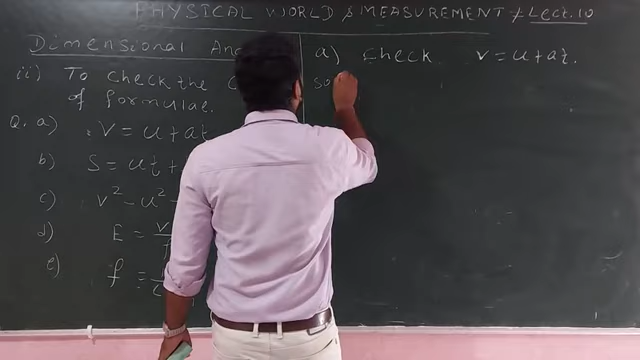 PHYSICAL WORLD & MEASUREMENT / Lect.10
Dimensional An
ii) To check the
of formulae.
Q. a) V = u + at
b) S = ut +
c) v² - u² =
d) E = v
e) f =
a) Check v = u + at.
so